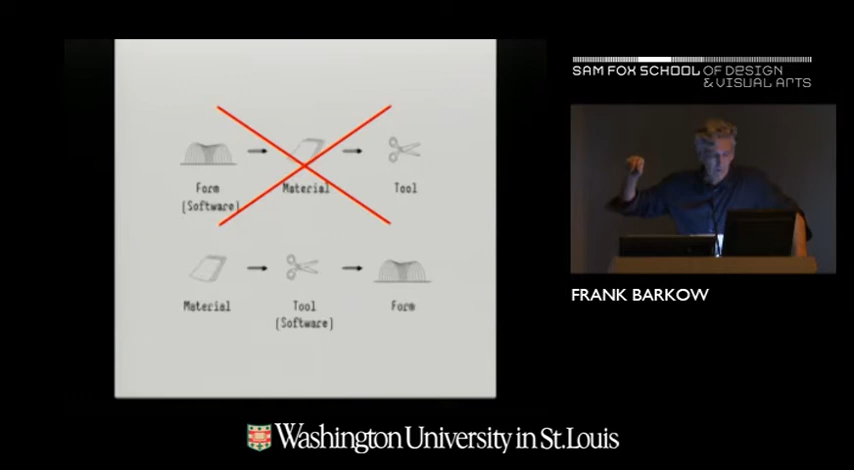 SAM FOX SCHOOL OF DESIGN
& VISUAL ARTS
Form Material Tool
(Software)
Material Tool Form
(Software)
FRANK BARKOW
Washington University in St. Louis